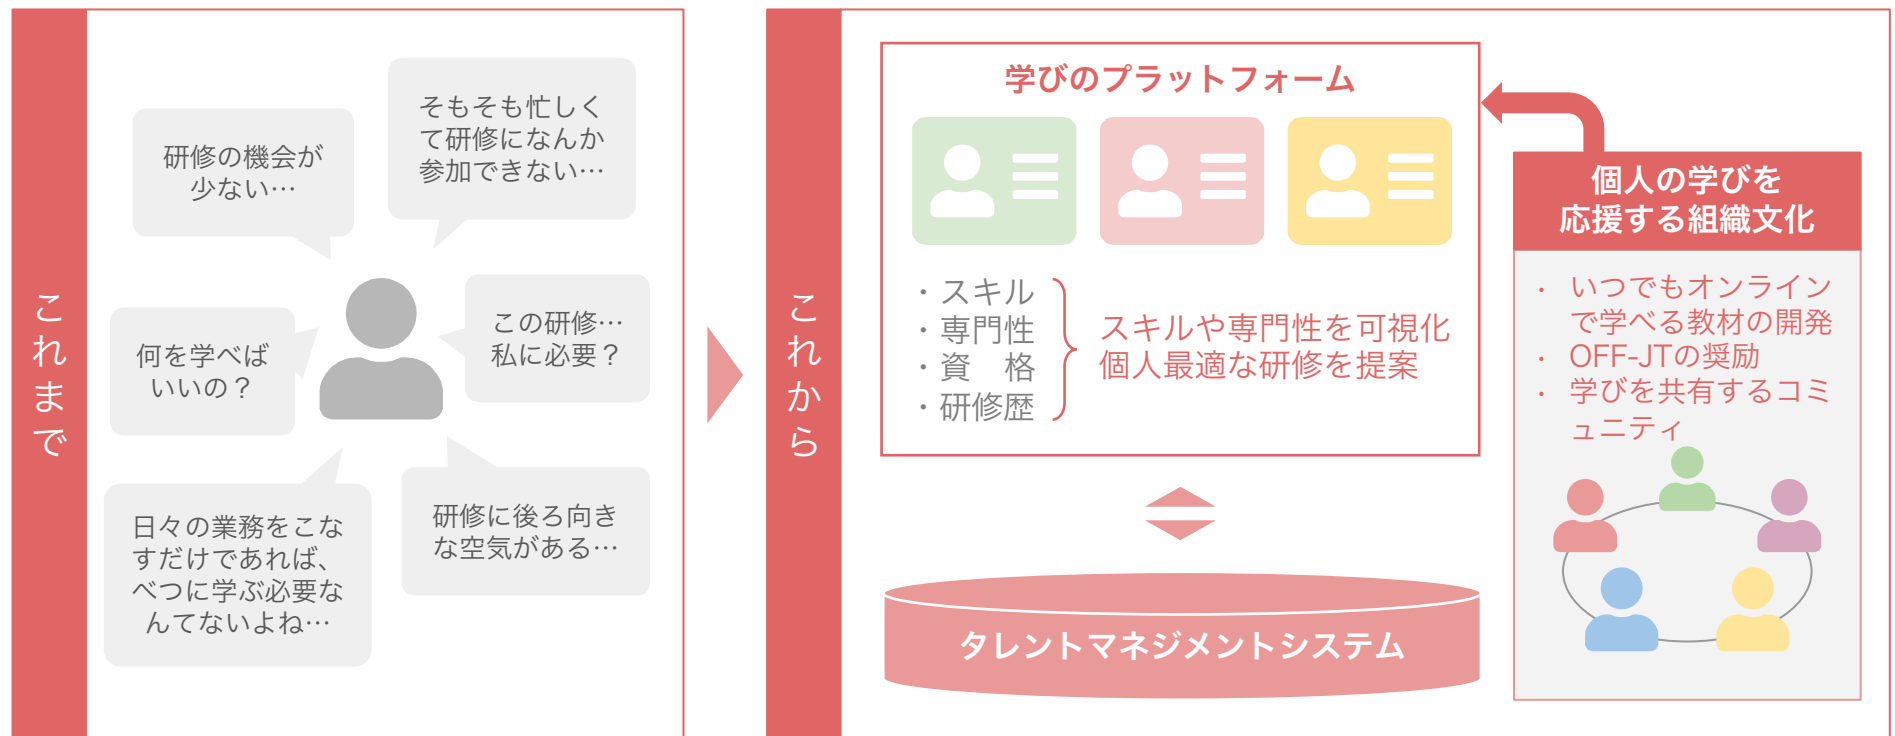 これまで
研修の機会が
少ない…
そもそも忙しく
て研修になんか
参加できない…
何を学べば
いいの？
この研修…
私に必要？
日々の業務をこな
すだけであれば、
べつに学ぶ必要な
んてないよね…
研修に後ろ向き
な空気がある…
これから
学びのプラットフォーム
・スキル
・専門性
・資　格
・研修歴
スキルや専門性を可視化
個人最適な研修を提案
タレントマネジメントシステム
個人の学びを
応援する組織文化
・ いつでもオンライン
で学べる教材の開発
・ OFF-JTの奨励
・ 学びを共有するコミ
ュニティ